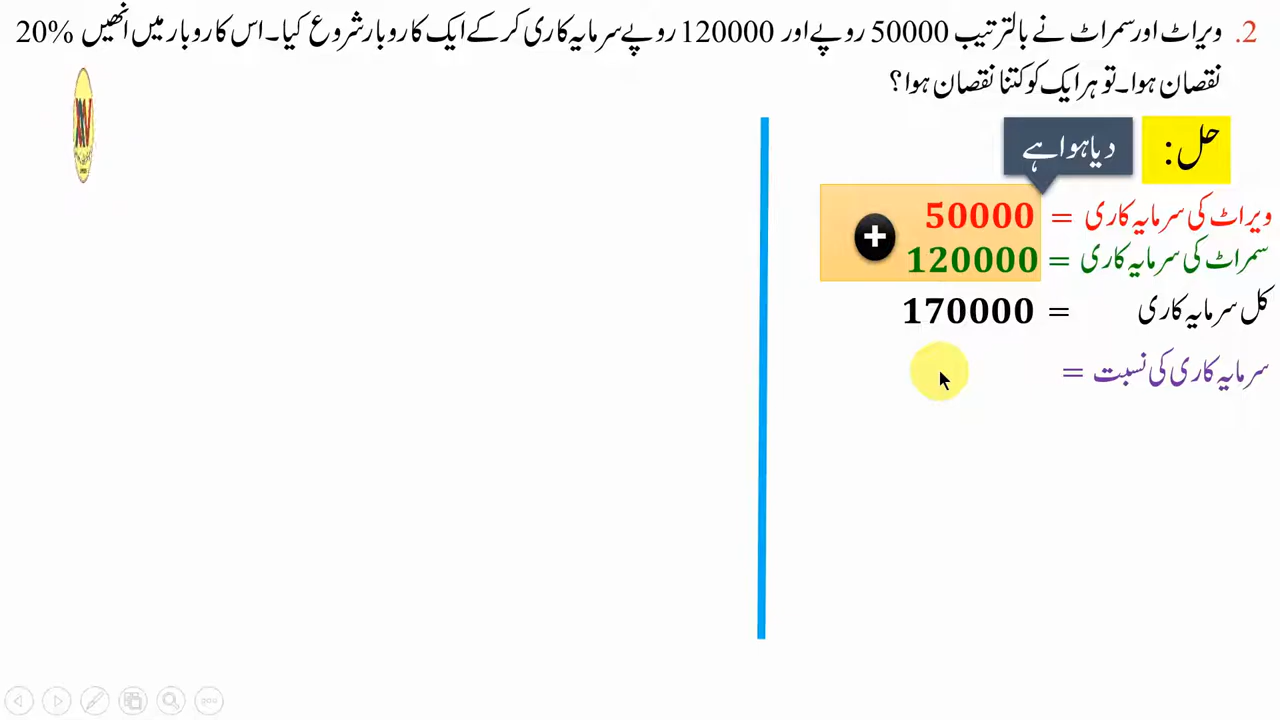 2. ویراٹ اور سمراٹ نے بالترتیب 50000 روپے اور 120000 روپے سرمایہ کاری کرکے ایک کاروبار شروع کیا۔ اس کاروبار میں انھیں 20%
نقصان ہوا۔ تو ہر ایک کو کتنا نقصان ہوا؟
حل:
دیا ہوا ہے
ویراٹ کی سرمایہ کاری = 50000
+
سمراٹ کی سرمایہ کاری = 120000
کل سرمایہ کاری = 170000
سرمایہ کاری کی نسبت =